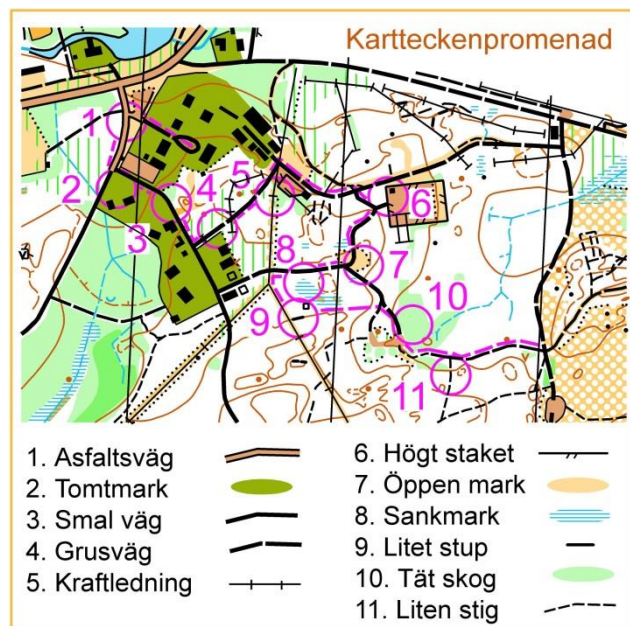 Kartteckenpromenad
1
2
3
4
5
6
7
8
9
10
11
1. Asfaltsväg
2. Tomtmark
3. Smal väg
4. Grusväg
5. Kraftledning
6. Högt staket
7. Öppen mark
8. Sankmark
9. Litet stup
10. Tät skog
11. Liten stig